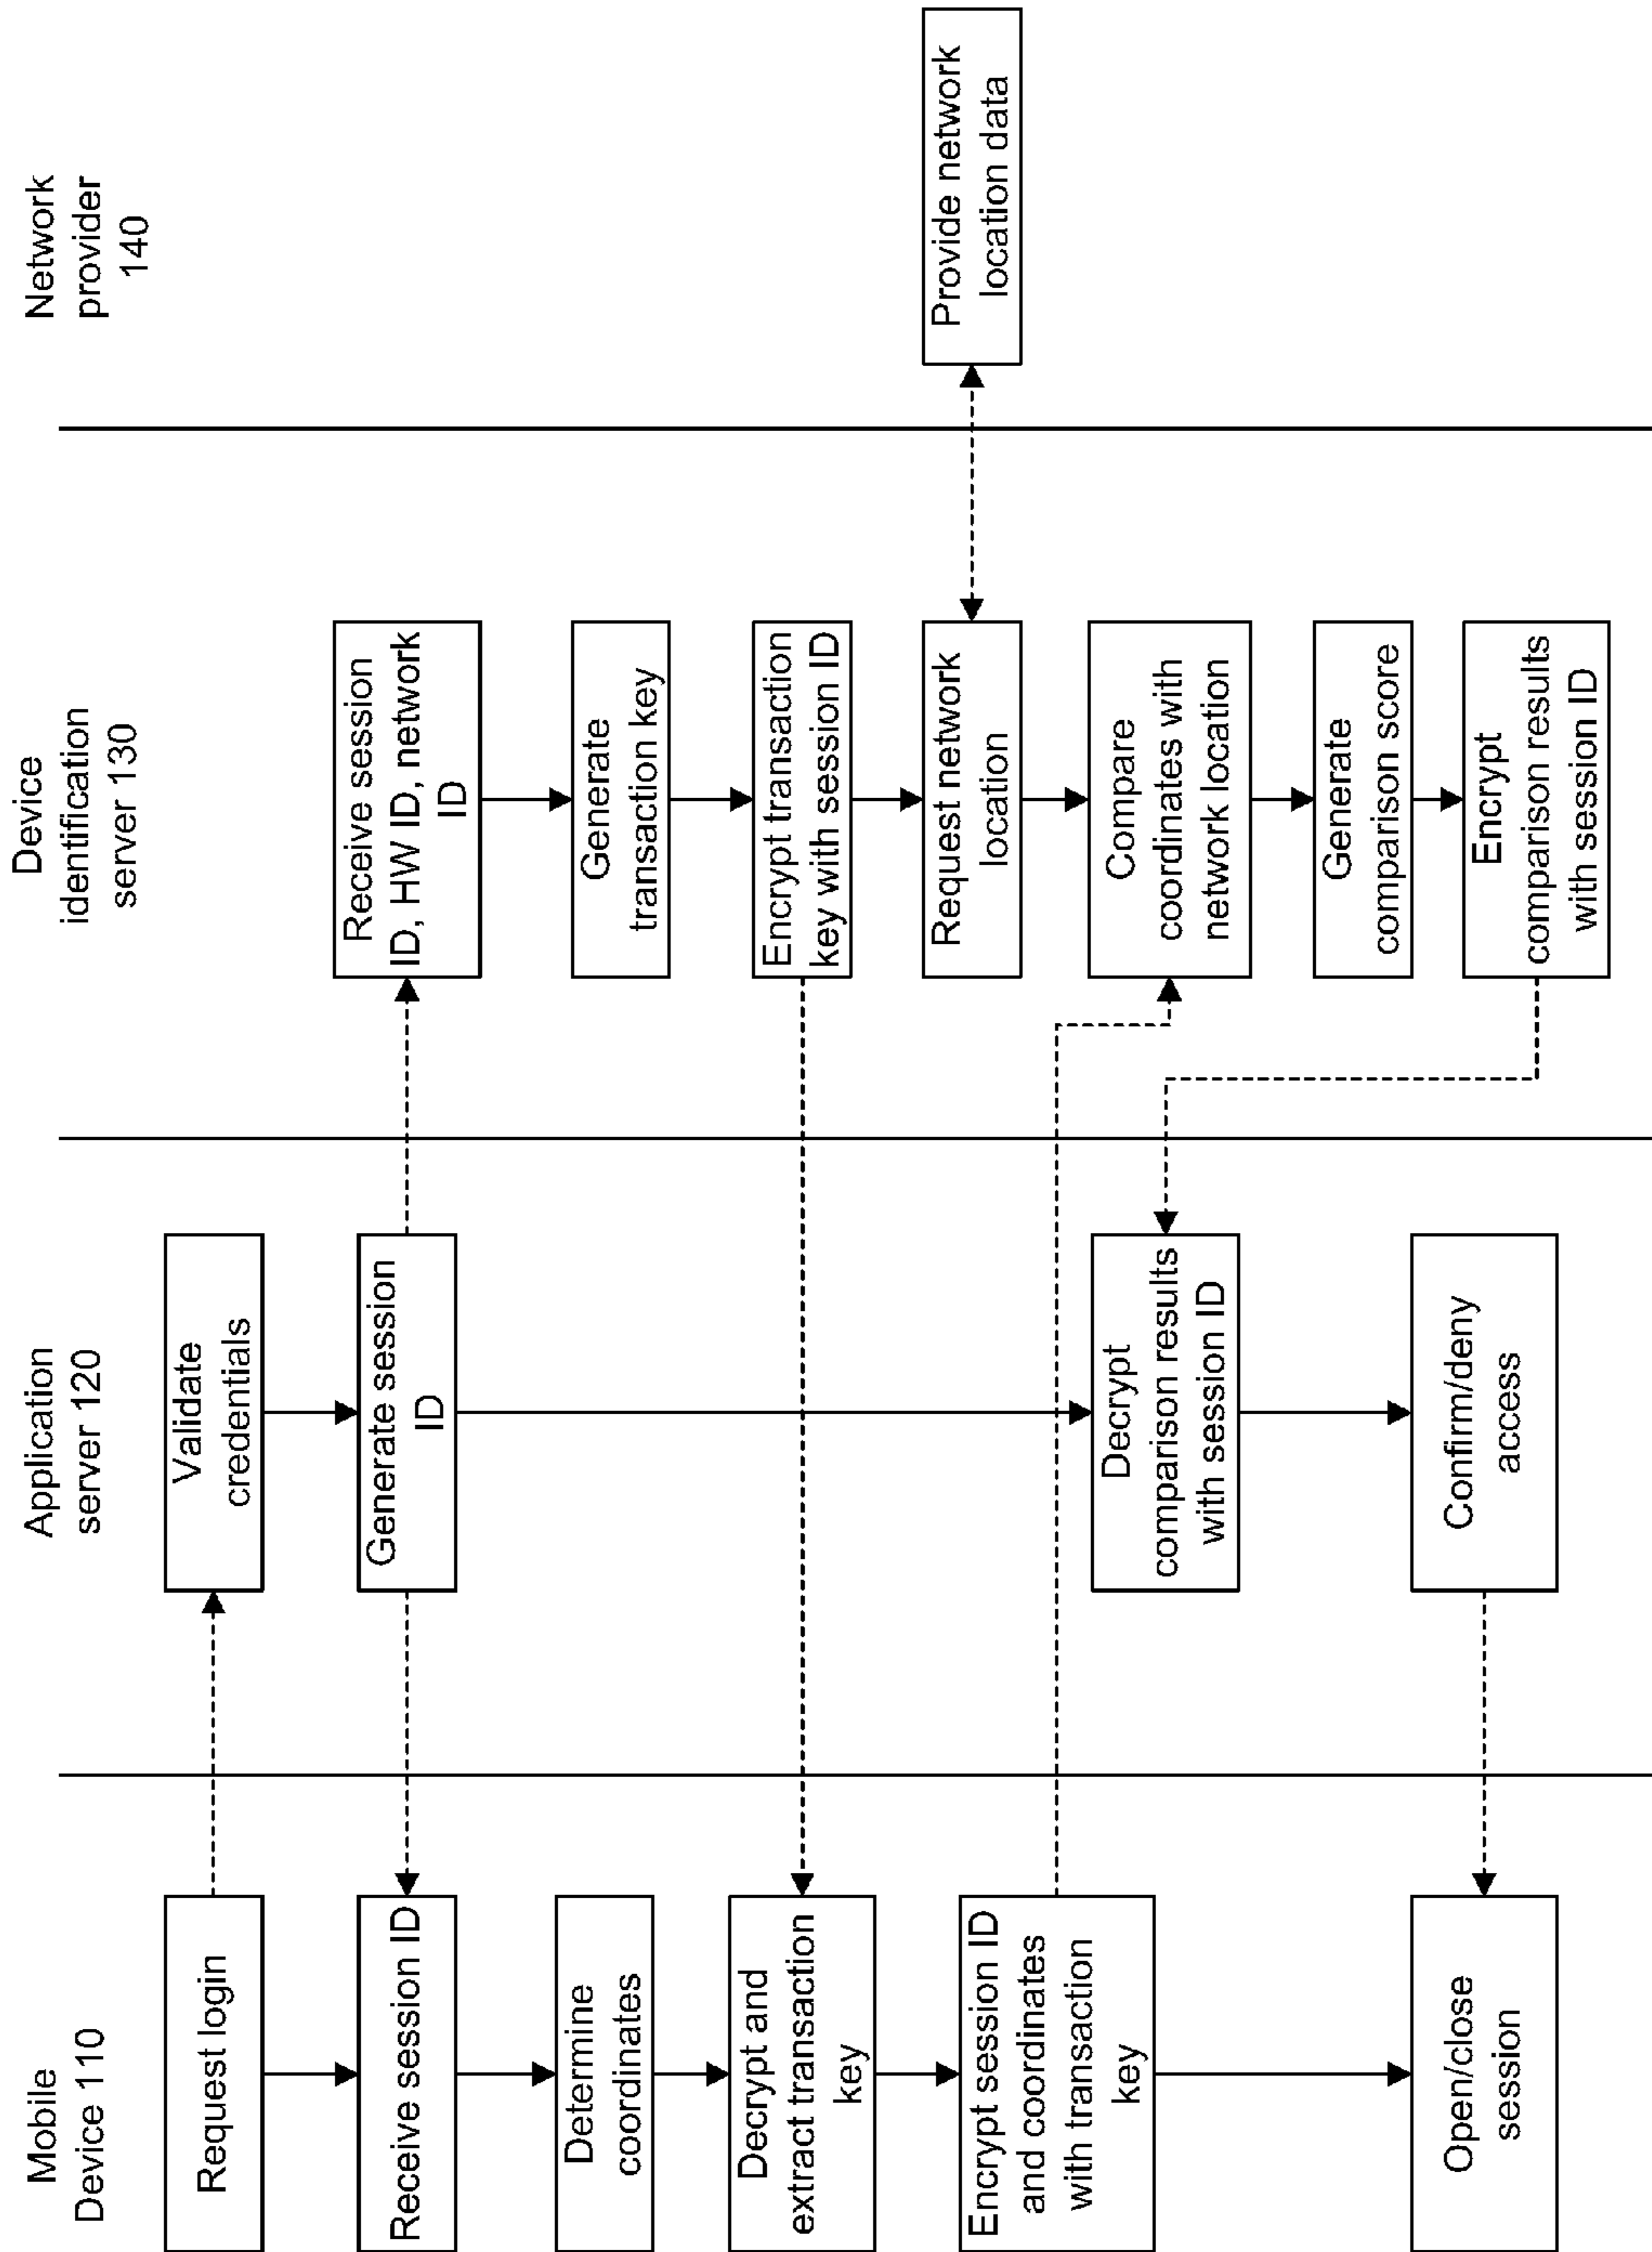 Mobile
Device 110
Request login
Receive session ID
Determine
coordinates
Decrypt and
extract transaction
key
Encrypt session ID
and coordinates
with transaction
key
Open/close
session
Application
server 120
Validate
credentials
Generate session
ID
Decrypt
comparison results
with session ID
Confirm/deny
access
Device
identification
server 130
Receive session
ID, HW ID, network
ID
Generate
transaction key
Encrypt transaction
key with session ID
Request network
location
Compare
coordinates with
network location
Generate
comparison score
Encrypt
comparison results
with session ID
Network
provider
140
Provide network
location data